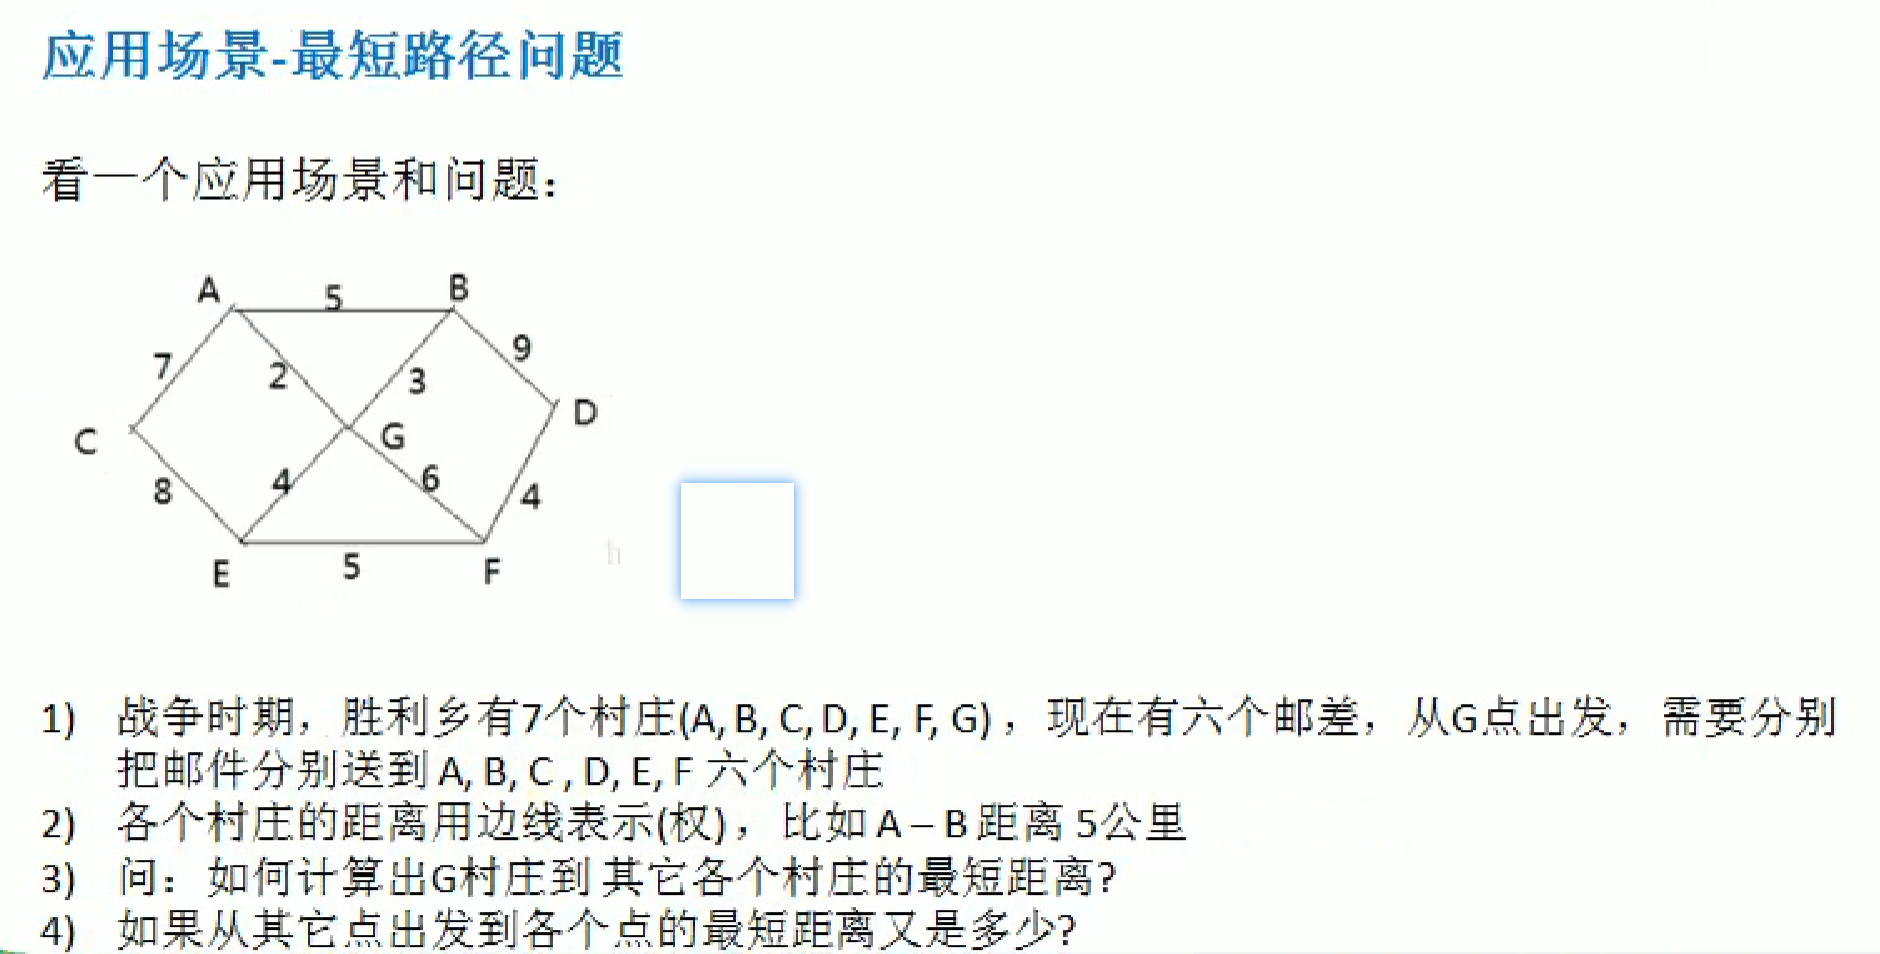 应用场景-最短路径问题
看一个应用场景和问题：
A 5 B
7 2 3 9
C G D
8 4 6 4
E 5 F
h
1) 战争时期，胜利乡有7个村庄(A, B, C, D, E, F, G) ，现在有六个邮差，从G点出发，需要分别
把邮件分别送到 A, B, C , D, E, F 六个村庄
2) 各个村庄的距离用边线表示(权) ，比如 A – B 距离 5公里
3) 问：如何计算出G村庄到 其它各个村庄的最短距离?
4) 如果从其它点出发到各个点的最短距离又是多少?